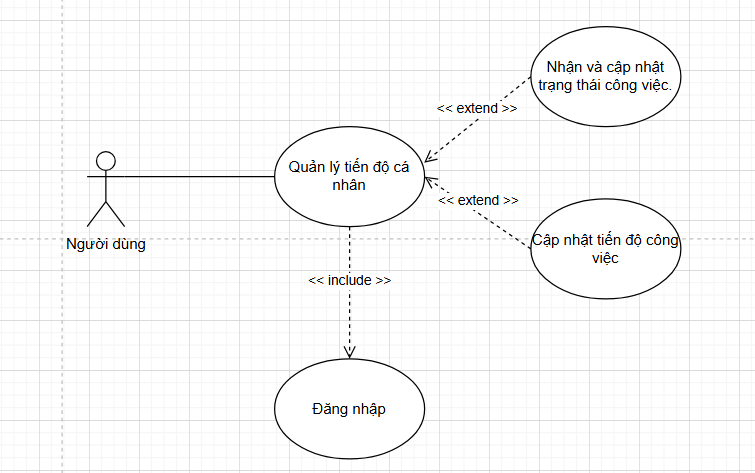 Nhận và cập nhật
trạng thái công việc.
<< extend >>
Quản lý tiến độ cá
nhân
<< extend >>
Người dùng
Cập nhật tiến độ công
việc
<< include >>
Đăng nhập